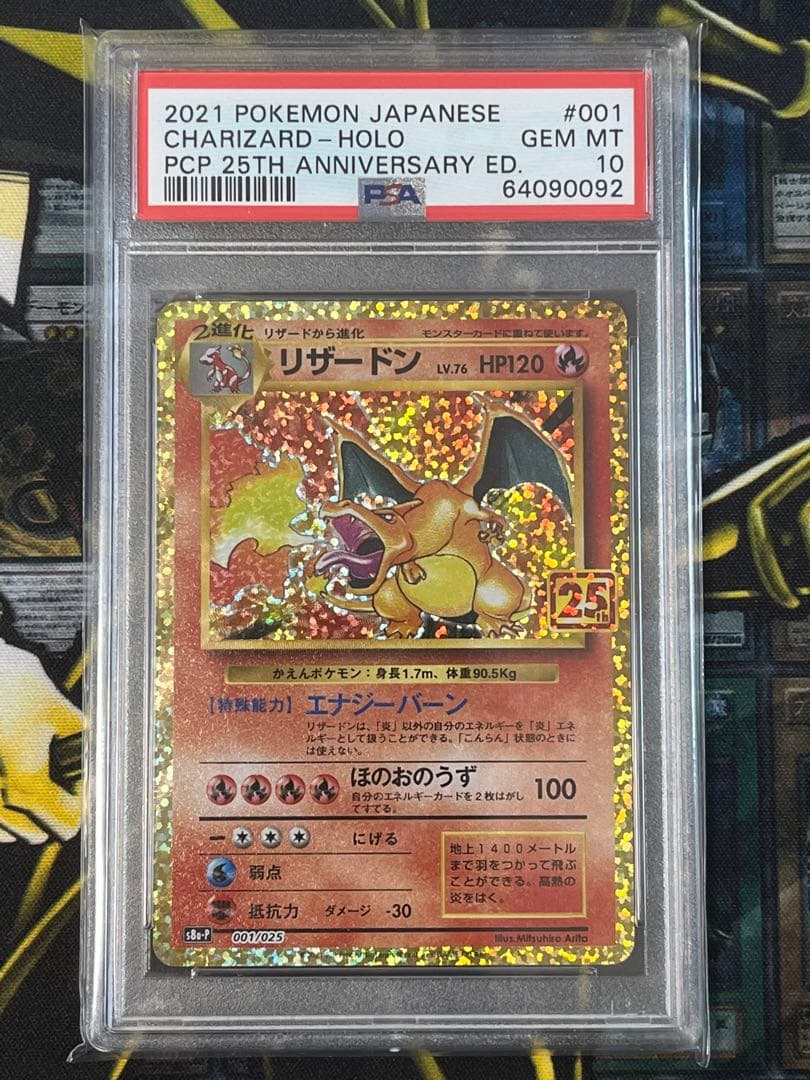 2021 POKEMON JAPANESE #001
CHARIZARD-HOLO GEM MT
PCP 25TH ANNIVERSARY ED. 10
PSA 64090092
2進化 リザードから進化 モンスターカードに重ねて使います。
リザードン LV.76 HP120
25th
かえんポケモン：身長1.7m、体重90.5Kg
【特殊能力】エナジーバーン
リザードンは、「炎」以外の自分のエネルギーを「炎」エネ
ルギーとして扱うことができる。「こんらん」状態のときに
は使えない。
ほのおのうず 100
自分のエネルギーカードを2枚はがし
てすてる。
にげる
弱点
抵抗力 ダメージ -30
地上1400メートル
まで羽をつかって飛ぶ
ことができる。高熱の
炎をはく。
s8a-P 001/025 Illus.Mitsuhiro Arita